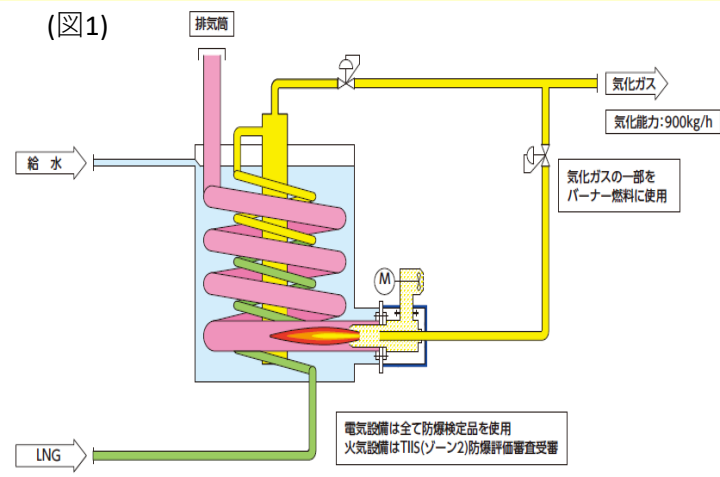 (図1)
排気筒
気化ガス
気化能力:900kg/h
給 水
気化ガスの一部を
バーナー燃料に使用
M
電気設備は全て防爆検定品を使用
火気設備はTIIS(ゾーン2)防爆評価審査受審
LNG